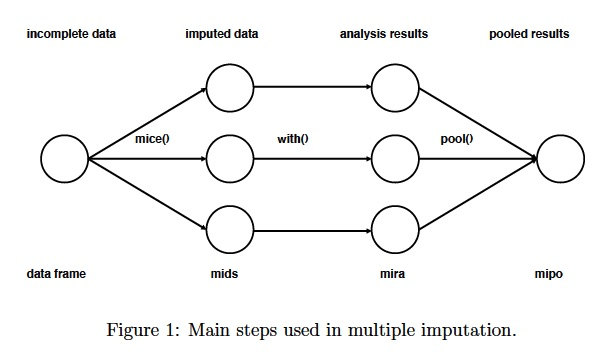 incomplete data imputed data analysis results pooled results
mice() with() pool()
data frame mids mira mipo
Figure 1: Main steps used in multiple imputation.